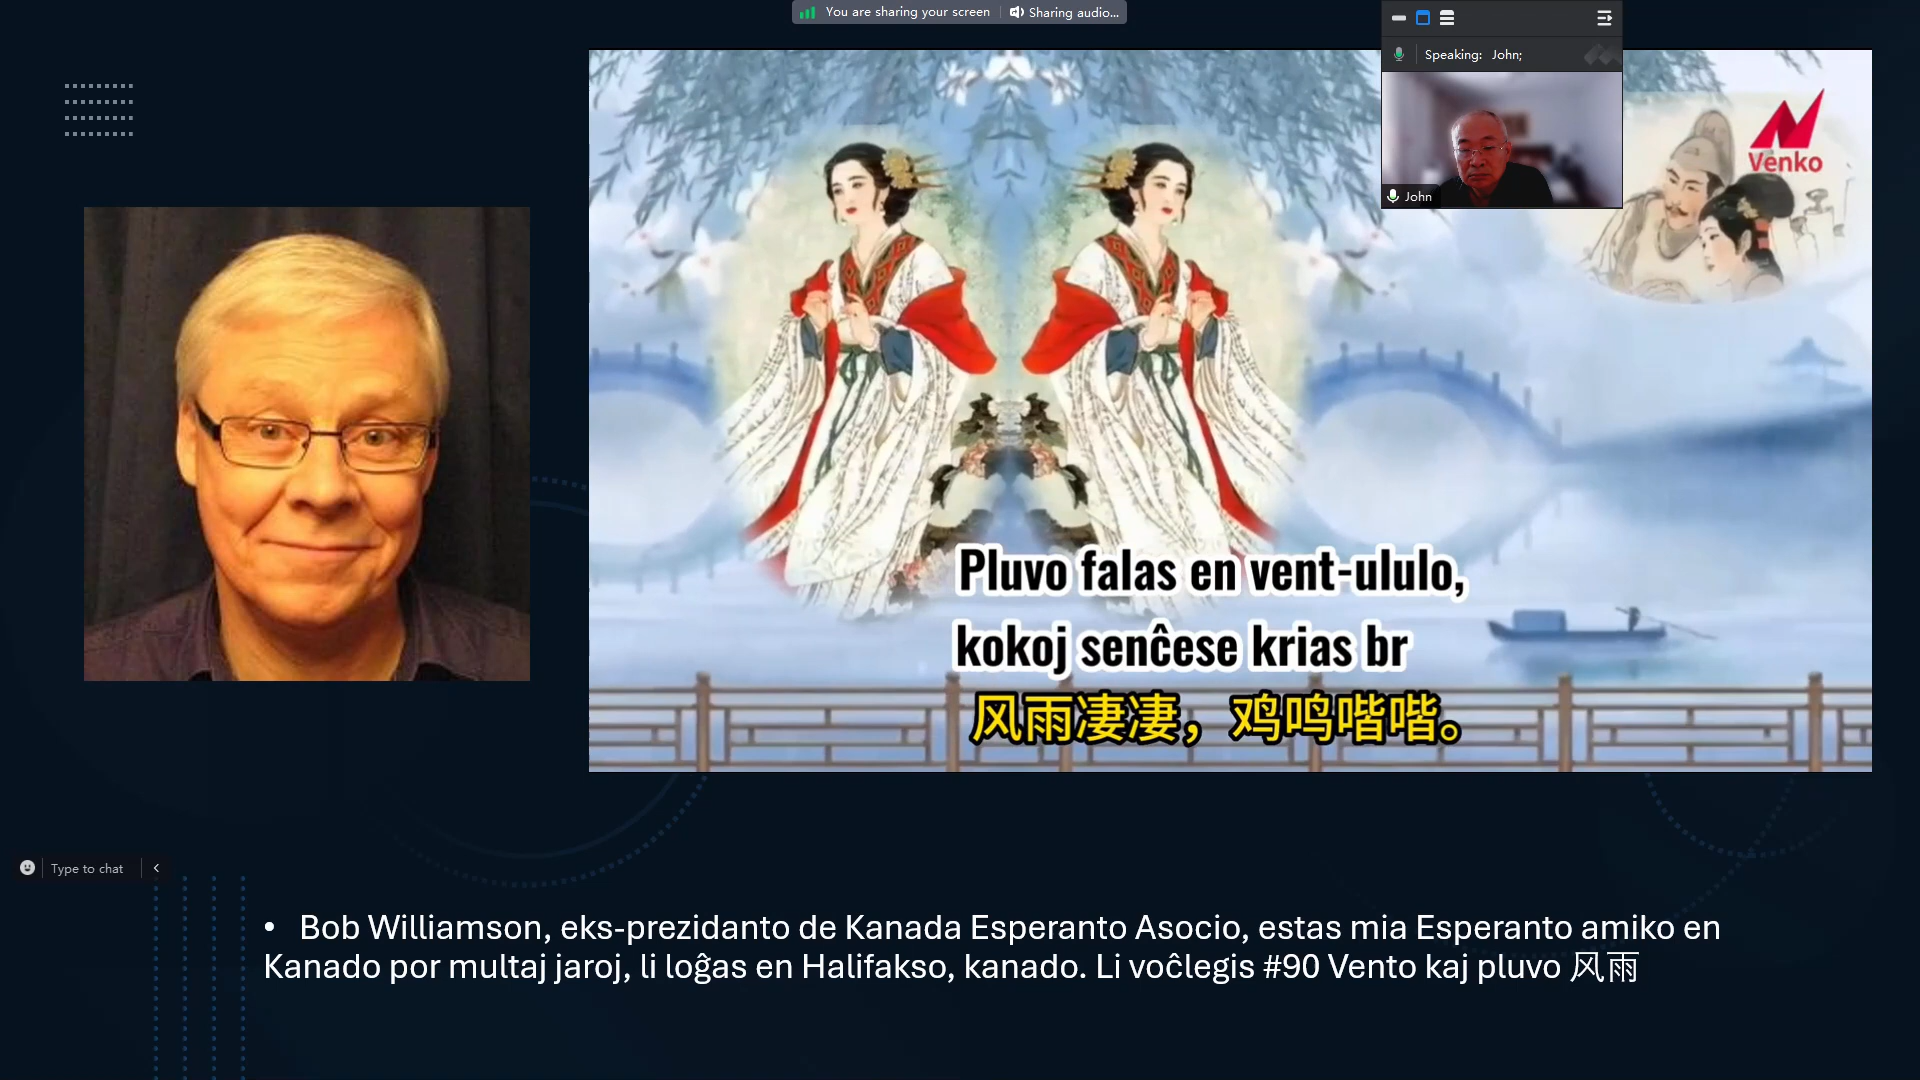 You are sharing your screen
Sharing audio...
Speaking: John;
John
Venko
Pluvo falas en vent-ululo,
kokoj senĉese krias br
风雨凄凄，鸡鸣喈喈。
Type to chat
• Bob Williamson, eks-prezidanto de Kanada Esperanto Asocio, estas mia Esperanto amiko en
Kanado por multaj jaroj, li loĝas en Halifakso, kanado. Li voĉlegis #90 Vento kaj pluvo 风雨